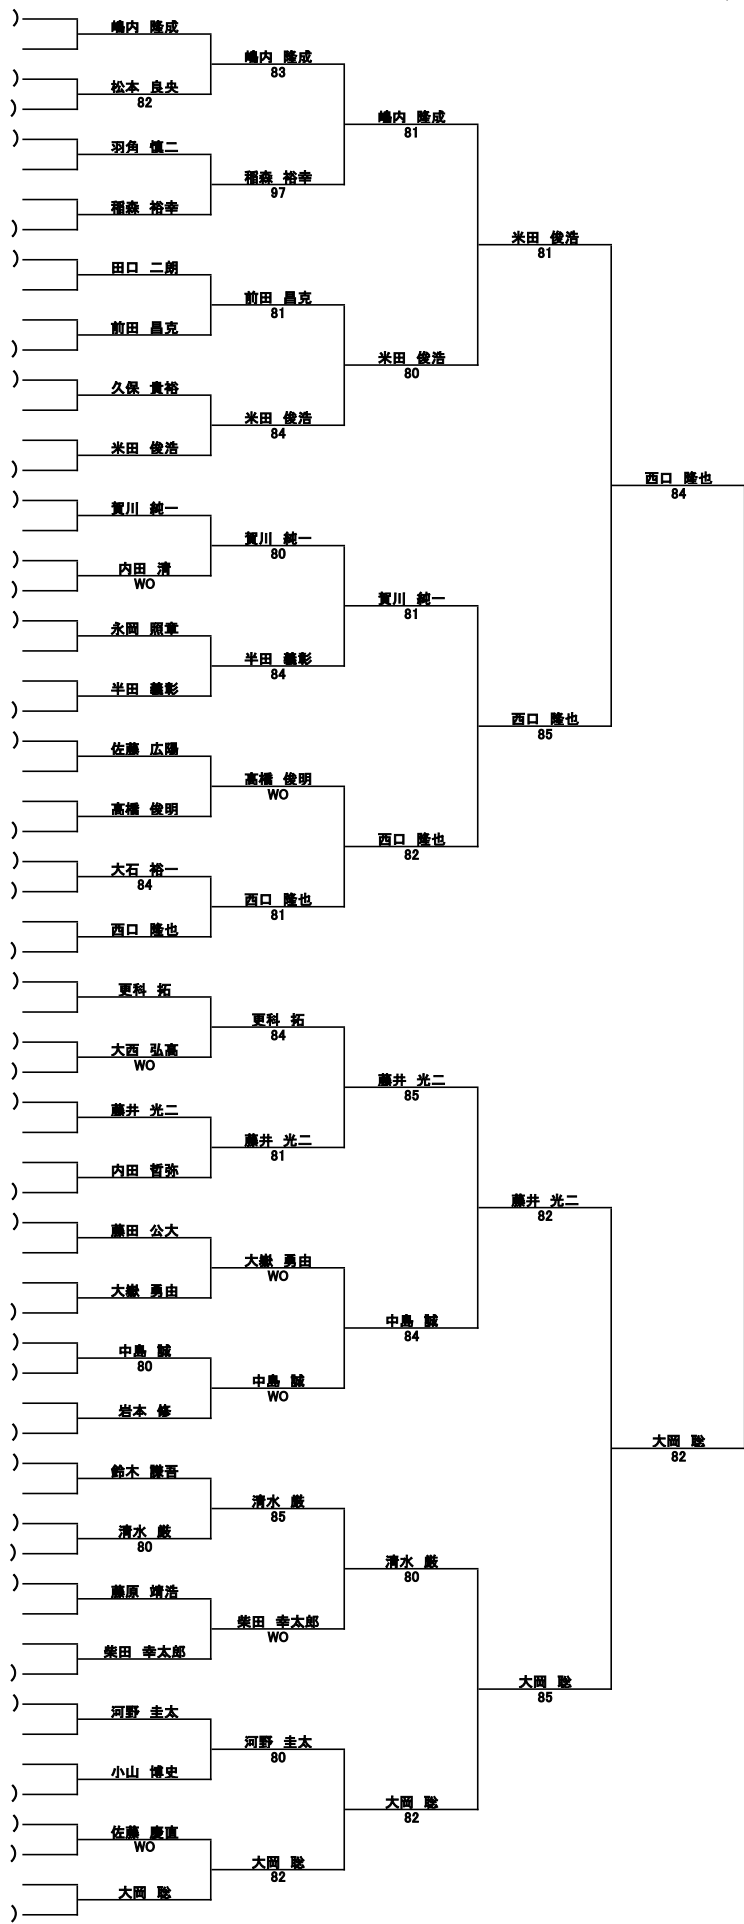 嶋内 隆成
嶋内 隆成
83
松本 良央
82
嶋内 隆成
81
羽角 慎二
稲森 裕幸
97
稲森 裕幸
米田 俊浩
81
田口 二朗
前田 昌克
81
前田 昌克
米田 俊浩
80
久保 貴裕
米田 俊浩
84
米田 俊浩
西口 隆也
84
賀川 純一
賀川 純一
80
内田 清
WO
賀川 純一
81
永岡 照章
半田 義彰
84
半田 義彰
西口 隆也
85
佐藤 広陽
高橋 俊明
WO
高橋 俊明
西口 隆也
82
大石 裕一
84
西口 隆也
81
西口 隆也
更科 拓
更科 拓
84
大西 弘高
WO
藤井 光二
85
藤井 光二
藤井 光二
81
内田 哲弥
藤井 光二
82
藤田 公大
大嶽 勇由
WO
大嶽 勇由
中島 誠
84
中島 誠
80
中島 誠
WO
岩本 修
大岡 聡
82
鈴木 謙吾
清水 厳
85
清水 厳
80
清水 厳
80
藤原 靖浩
柴田 幸太郎
WO
柴田 幸太郎
大岡 聡
85
河野 圭太
河野 圭太
80
小山 博史
大岡 聡
82
佐藤 慶直
WO
大岡 聡
82
大岡 聡